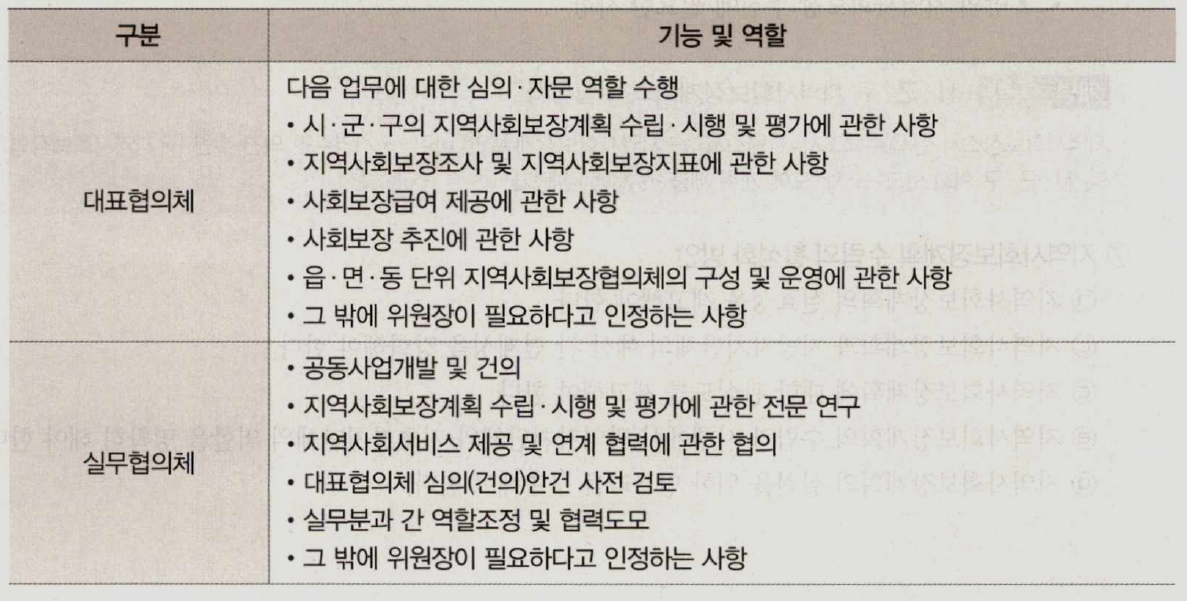 구분
기능 및 역할
대표협의체
다음 업무에 대한 심의·자문 역할 수행
• 시·군·구의 지역사회보장계획 수립·시행 및 평가에 관한 사항
• 지역사회보장조사 및 지역사회보장지표에 관한 사항
• 사회보장급여 제공에 관한 사항
• 사회보장 추진에 관한 사항
• 읍·면·동 단위 지역사회보장협의체의 구성 및 운영에 관한 사항
• 그 밖에 위원장이 필요하다고 인정하는 사항
실무협의체
• 공동사업개발 및 건의
• 지역사회보장계획 수립·시행 및 평가에 관한 전문 연구
• 지역사회서비스 제공 및 연계 협력에 관한 협의
• 대표협의체 심의(건의)안건 사전 검토
• 실무분과 간 역할조정 및 협력도모
• 그 밖에 위원장이 필요하다고 인정하는 사항